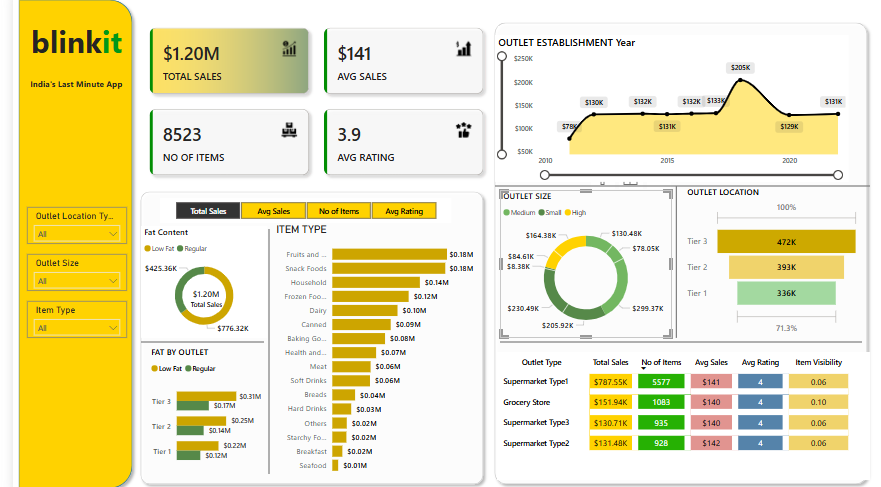 blinkit
India's Last Minute App
Outlet Location Ty...
All
Outlet Size
All
Item Type
All
$1.20M
TOTAL SALES
$141
AVG SALES
8523
NO OF ITEMS
3.9
AVG RATING
Total Sales
Avg Sales
No of Items
Avg Rating
Fat Content
Low Fat Regular
$425.36K
$1.20M
Total Sales
$776.32K
FAT BY OUTLET
Low Fat Regular
Tier 3 $0.31M
$0.17M
Tier 2 $0.25M
$0.14M
Tier 1 $0.22M
$0.12M
ITEM TYPE
Fruits and ... $0.18M
Snack Foods $0.18M
Household $0.14M
Frozen Foo... $0.12M
Dairy $0.10M
Canned $0.09M
Baking Go... $0.08M
Health and... $0.07M
Meat $0.06M
Soft Drinks $0.06M
Breads $0.04M
Hard Drinks $0.03M
Others $0.02M
Starchy Fo... $0.02M
Breakfast $0.02M
Seafood $0.01M
OUTLET ESTABLISHMENT Year
$250K
$200K
$150K
$100K
$50K
$78K
$130K
$132K
$131K
$132K
$133K
$205K
$129K
$131K
2010
2015
2020
OUTLET SIZE
Medium Small High
$164.38K
$130.48K
$78.05K
$84.61K
$8.38K
$299.37K
$230.49K
$205.92K
OUTLET LOCATION
100%
Tier 3 472K
Tier 2 393K
Tier 1 336K
71.3%
Outlet Type Total Sales No of Items Avg Sales Avg Rating Item Visibility
Supermarket Type1 $787.55K 5577 $141 4 0.06
Grocery Store $151.94K 1083 $140 4 0.10
Supermarket Type3 $130.71K 935 $140 4 0.06
Supermarket Type2 $131.48K 928 $142 4 0.06